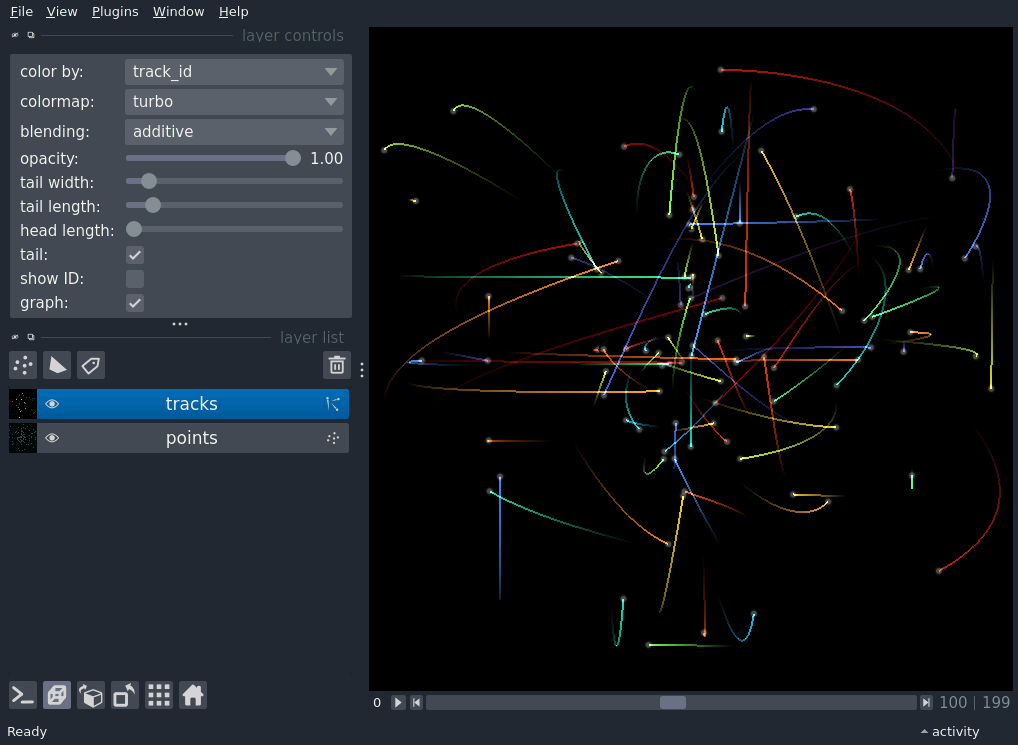 File View Plugins Window Help
layer controls
color by: track_id
colormap: turbo
blending: additive
opacity: 1.00
tail width:
tail length:
head length:
tail:
show ID:
graph:
layer list
tracks
points
0 100 | 199
Ready activity